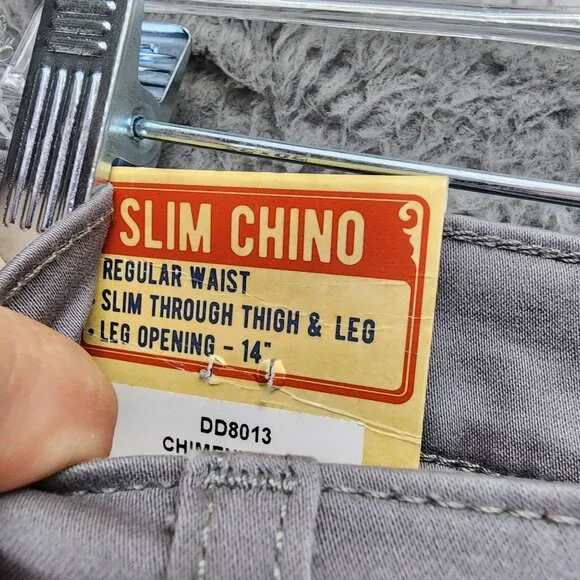 SLIM CHINO
REGULAR WAIST
· SLIM THROUGH THIGH & LEG
· LEG OPENING - 14"
DD8013